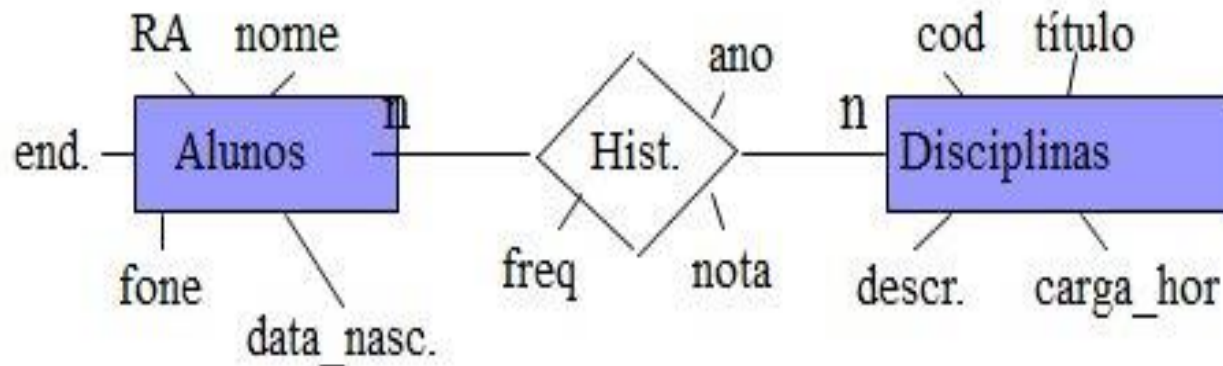 RA nome
ano
cod título
n
n
end.
Alunos
Hist.
Disciplinas
fone
data_nasc.
freq
nota
descr.
carga_hor